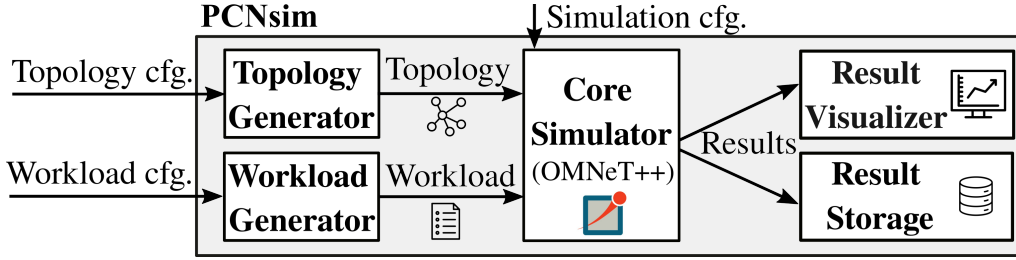 PCNsim
Simulation cfg.
Topology cfg.
Topology
Generator
Topology
Core
Simulator
(OMNeT++)
Result
Visualizer
Results
Workload cfg.
Workload
Generator
Workload
Result
Storage